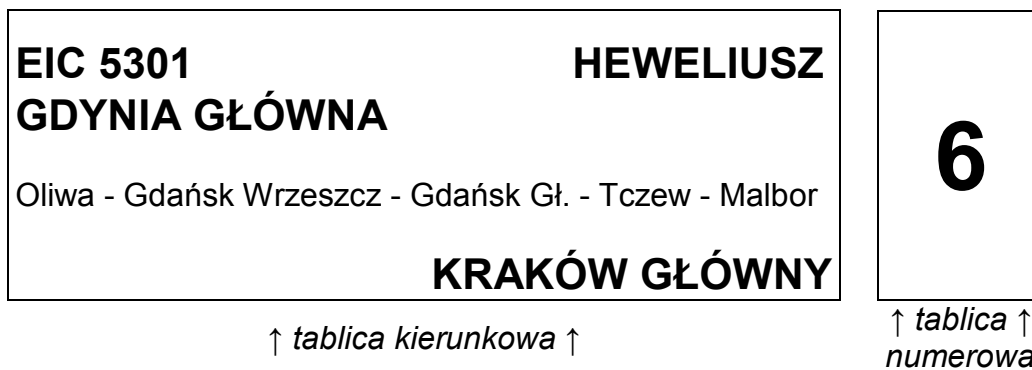 EIC 5301 HEWELIUSZ
GDYNIA GŁÓWNA
Oliwa - Gdańsk Wrzeszcz - Gdańsk Gł. - Tczew - Malbor
KRAKÓW GŁÓWNY
6
↑ tablica kierunkowa ↑
↑ tablica ↑
numerowa